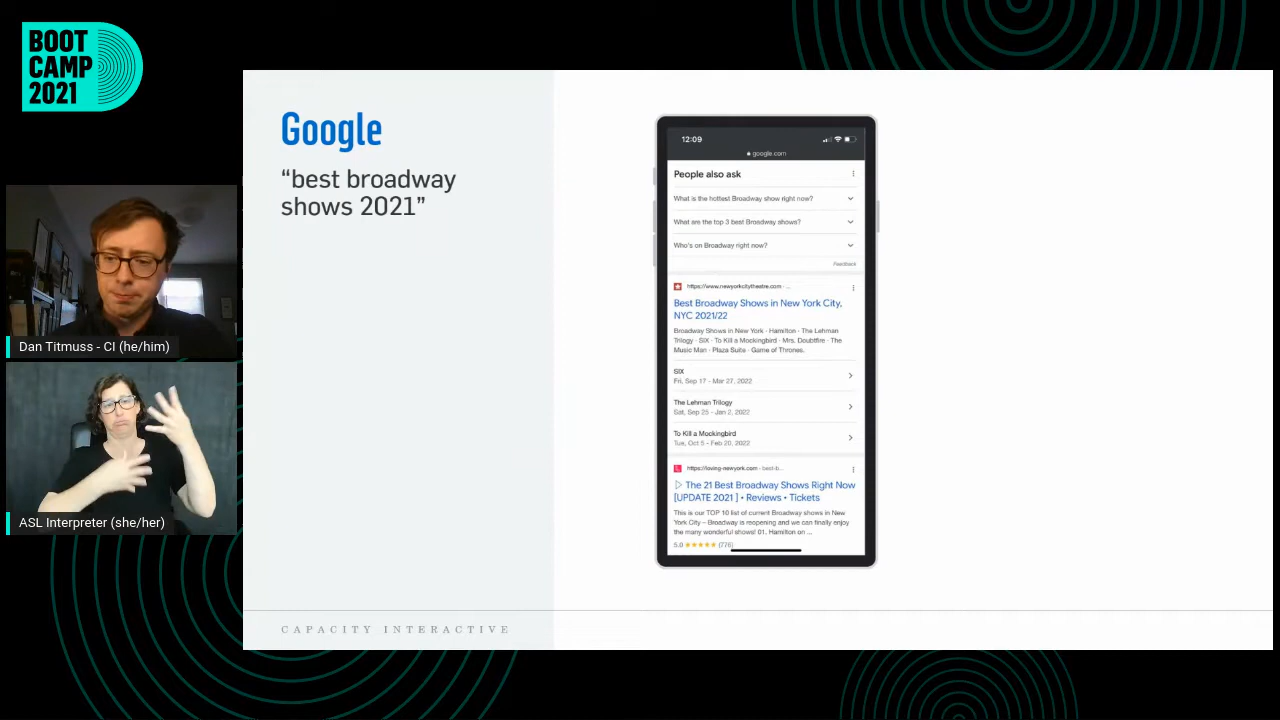 BOOT
CAMP
2021
Google
“best broadway
shows 2021”
Dan Titmuss - CI (he/him)
ASL Interpreter (she/her)
12:09
google.com
People also ask
What is the hottest Broadway show right now?
What are the top 3 best Broadway shows?
Who's on Broadway right now?
Feedback
https://www.newyorkcitytheatre.com › ...
Best Broadway Shows in New York City,
NYC 2021/22
Broadway Shows in New York · Hamilton · The Lehman
Trilogy · SIX · To Kill a Mockingbird · Mrs. Doubtfire · The
Music Man · Plaza Suite · Game of Thrones.
SIX
Fri, Sep 17 - Mar 27, 2022
The Lehman Trilogy
Sat, Sep 25 - Jan 2, 2022
To Kill a Mockingbird
Tue, Oct 5 - Feb 20, 2022
https://loving-newyork.com › best-b...
▷ The 21 Best Broadway Shows Right Now
[UPDATE 2021 ] • Reviews • Tickets
This is our TOP 10 list of current Broadway shows in New
York City – Broadway is reopening and we can finally enjoy
the many wonderful shows! 01. Hamilton on ...
5.0 ★★★★★ (776)
CAPACITY INTERACTIVE